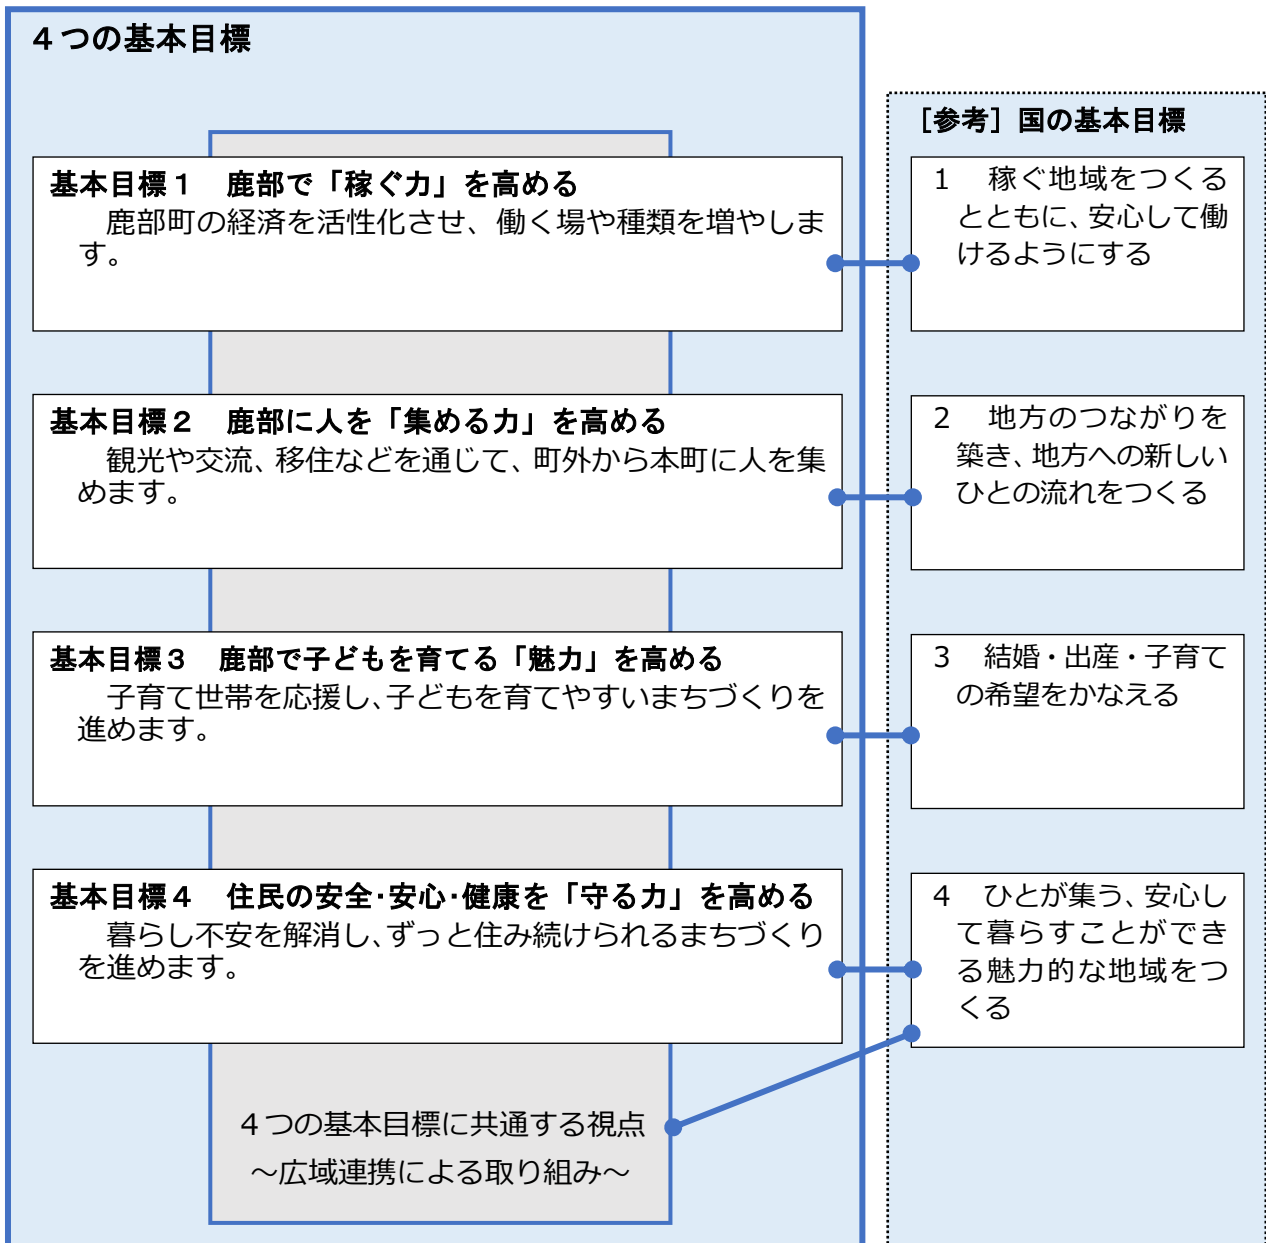 ４つの基本目標
基本目標１　鹿部で「稼ぐ力」を高める
鹿部町の経済を活性化させ、働く場や種類を増やしま
す。
基本目標２　鹿部に人を「集める力」を高める
観光や交流、移住などを通じて、町外から本町に人を集
めます。
基本目標３　鹿部で子どもを育てる「魅力」を高める
子育て世帯を応援し、子どもを育てやすいまちづくりを
進めます。
基本目標４　住民の安全・安心・健康を「守る力」を高める
暮らし不安を解消し、ずっと住み続けられるまちづくり
を進めます。
４つの基本目標に共通する視点
～広域連携による取り組み～
［参考］国の基本目標
1　稼ぐ地域をつくる
とともに、安心して働
けるようにする
2　地方のつながりを
築き、地方への新しい
ひとの流れをつくる
3　結婚・出産・子育て
の希望をかなえる
4　ひとが集う、安心し
て暮らすことができ
る魅力的な地域をつ
くる